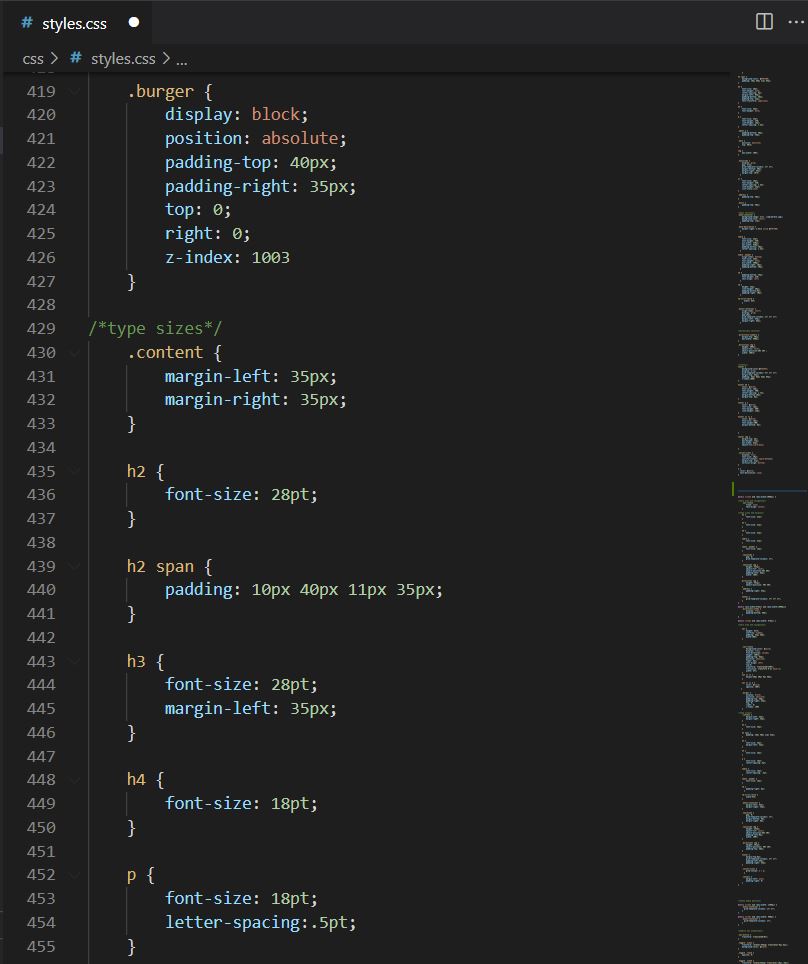 # styles.css
css > # styles.css > ...
419 .burger {
420 display: block;
421 position: absolute;
422 padding-top: 40px;
423 padding-right: 35px;
424 top: 0;
425 right: 0;
426 z-index: 1003
427 }
428
429 /*type sizes*/
430 .content {
431 margin-left: 35px;
432 margin-right: 35px;
433 }
434
435 h2 {
436 font-size: 28pt;
437 }
438
439 h2 span {
440 padding: 10px 40px 11px 35px;
441 }
442
443 h3 {
444 font-size: 28pt;
445 margin-left: 35px;
446 }
447
448 h4 {
449 font-size: 18pt;
450 }
451
452 p {
453 font-size: 18pt;
454 letter-spacing:.5pt;
455 }